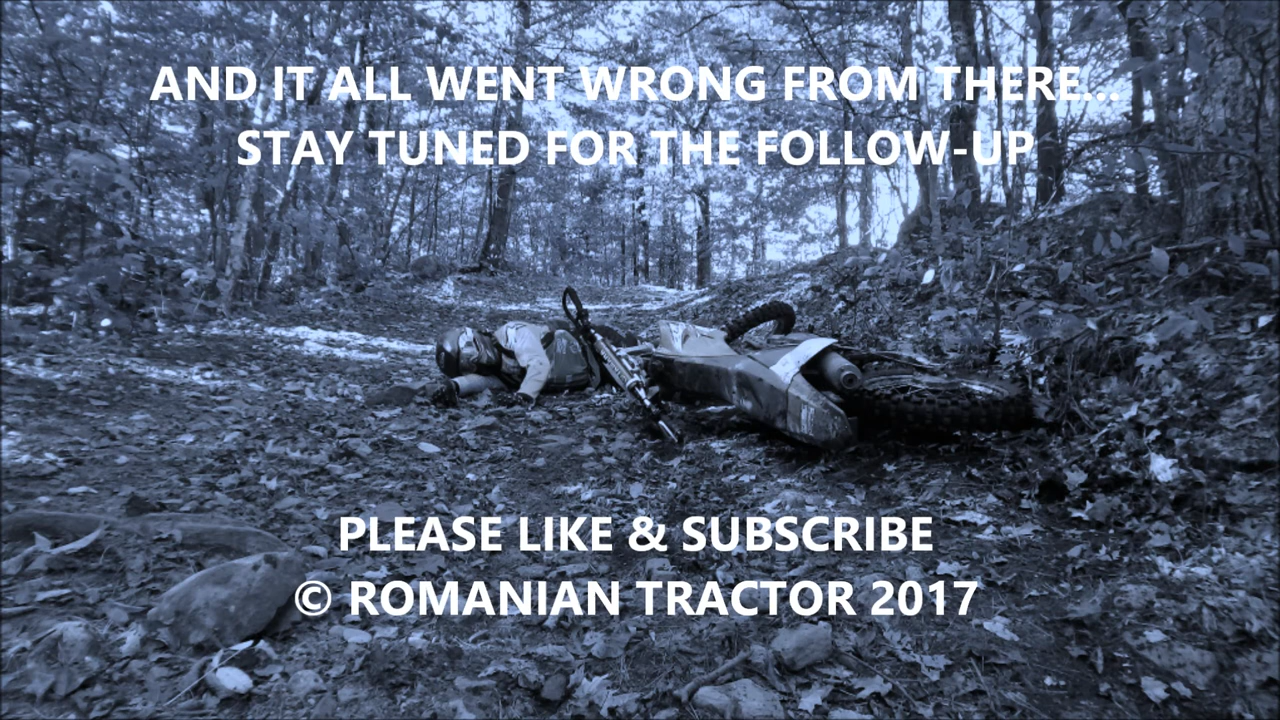 AND IT ALL WENT WRONG FROM THERE...
STAY TUNED FOR THE FOLLOW-UP
PLEASE LIKE & SUBSCRIBE
© ROMANIAN TRACTOR 2017